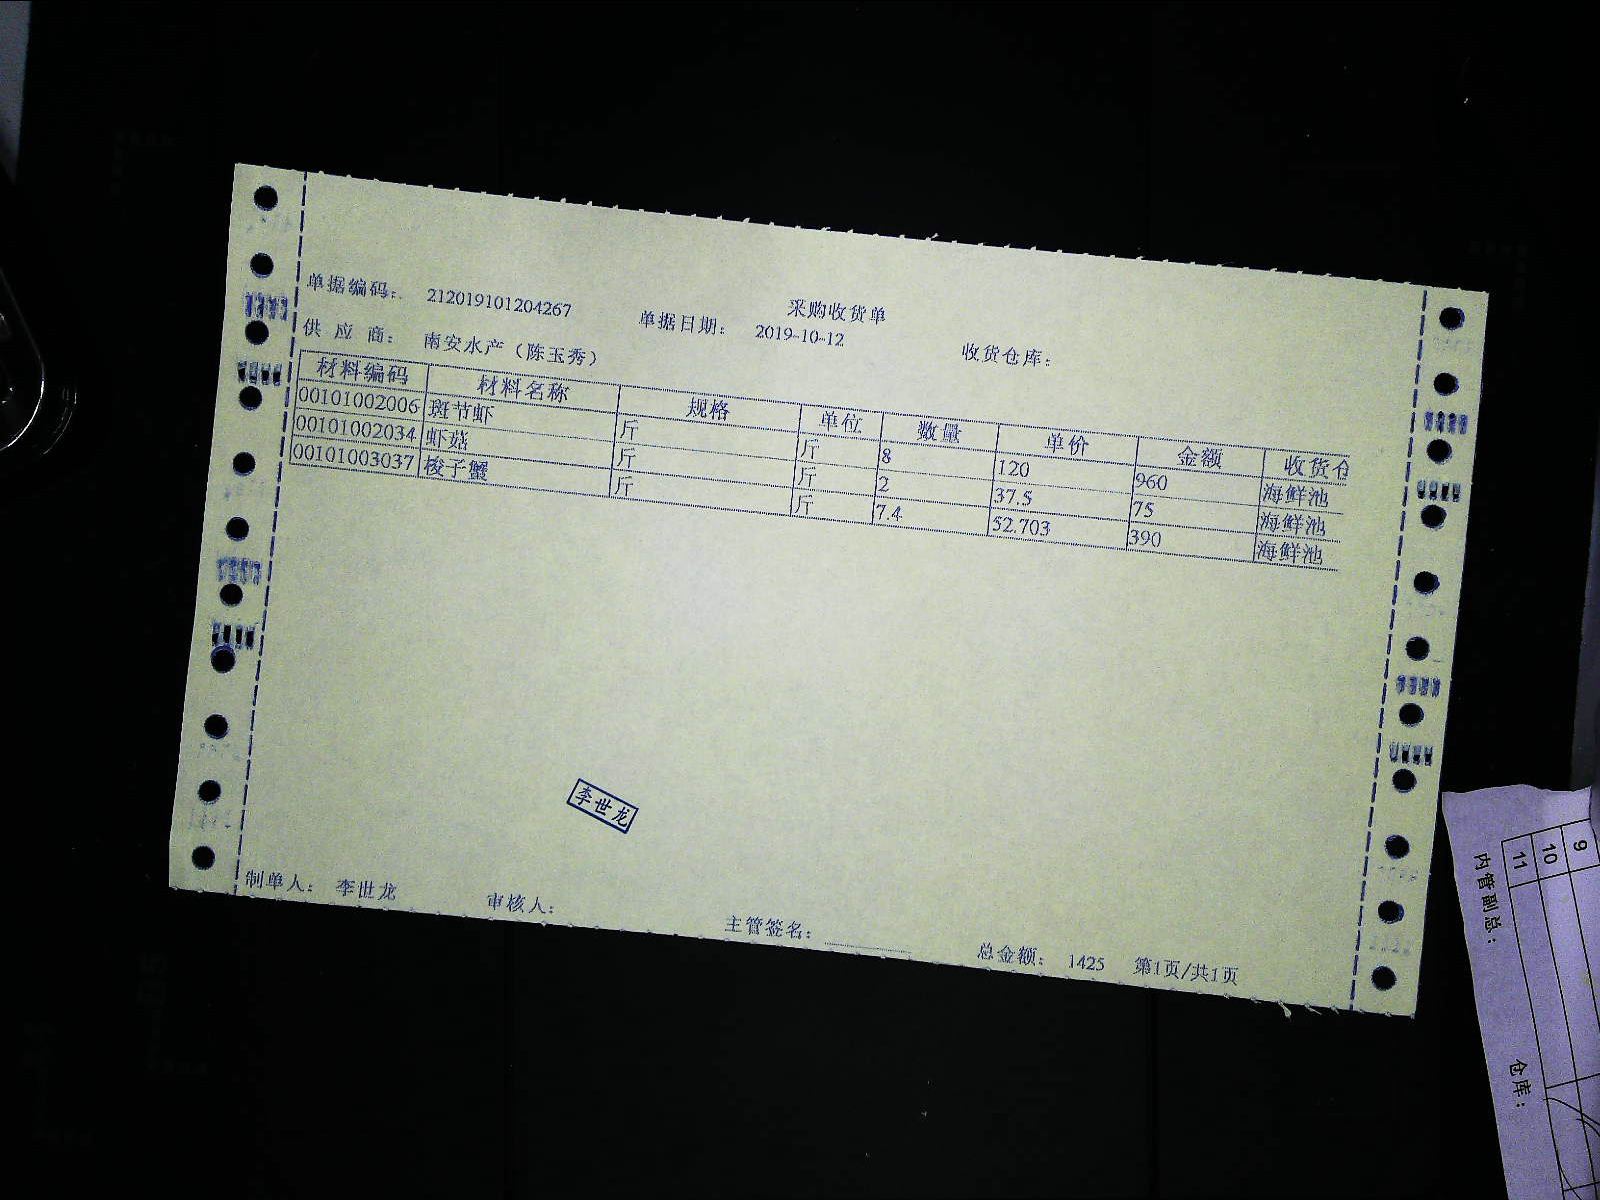 采购收货单
单据编码： 212019101204267 单据日期： 2019-10-12 收货仓库：
供 应 商： 南安水产（陈玉秀）
材料编码 材料名称 规格 单位 数量 单价 金额 收货仓
00101002006 斑节虾 斤 斤 8 120 960 海鲜池
00101002034 虾菇 斤 斤 2 37.5 75 海鲜池
00101003037 梭子蟹 斤 斤 7.4 52.703 390 海鲜池
李世龙
制单人： 李世龙 审核人： 主管签名： 总金额： 1425 第1页/共1页
9
10
11
内管副总：
仓库：